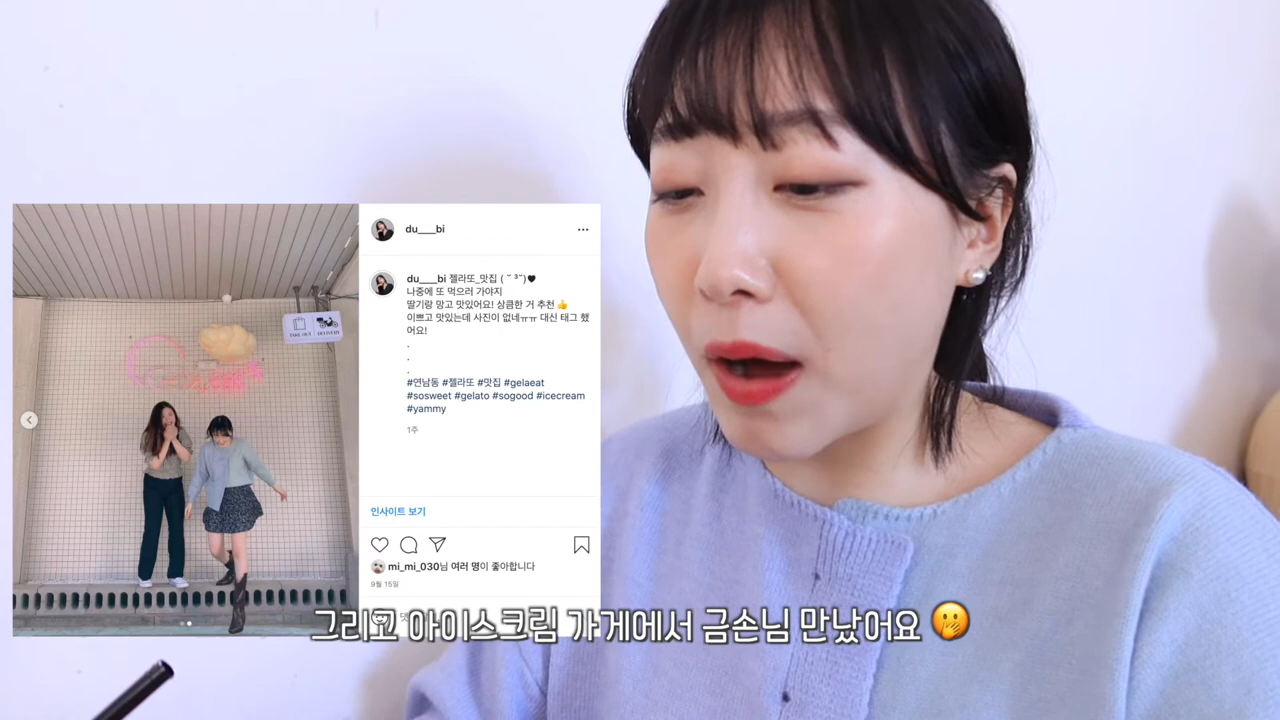 du___bi
du___bi 젤라또_맛집 ( ˘ ³˘)♥
나중에 또 먹으러 가야지
딸기랑 망고 맛있어요! 상큼한 거 추천 👍
이쁘고 맛있는데 사진이 없네ㅠㅠ 대신 태그 했
어요!
.
.
.
#연남동 #젤라또 #맛집 #gelaeat
#sosweet #gelato #sogood #icecream
#yammy
1주
인사이트 보기
mi_mi_030님 여러 명이 좋아합니다
9월 15일
TAKE OUT DELIVERY
그리고 아이스크림 가게에서 금손님 만났어요 🤭